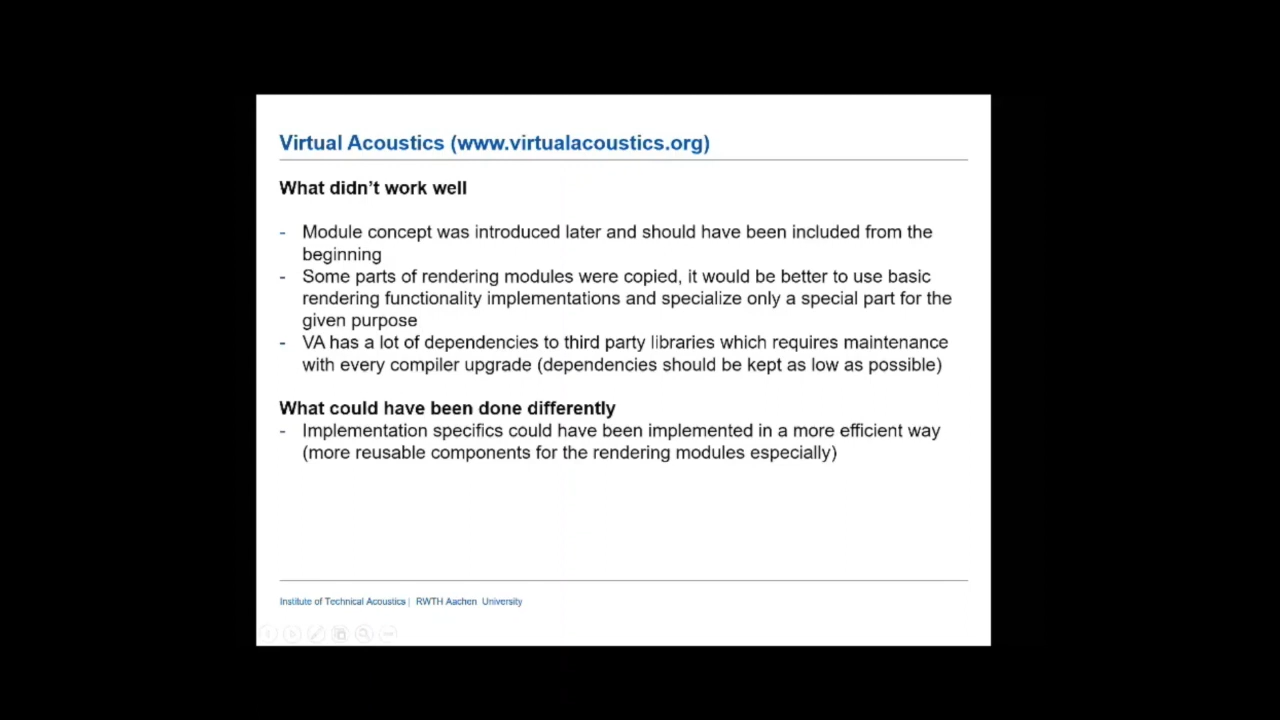 Virtual Acoustics (www.virtualacoustics.org)
What didn't work well
- Module concept was introduced later and should have been included from the
beginning
- Some parts of rendering modules were copied, it would be better to use basic
rendering functionality implementations and specialize only a special part for the
given purpose
- VA has a lot of dependencies to third party libraries which requires maintenance
with every compiler upgrade (dependencies should be kept as low as possible)
What could have been done differently
- Implementation specifics could have been implemented in a more efficient way
(more reusable components for the rendering modules especially)
Institute of Technical Acoustics | RWTH Aachen University